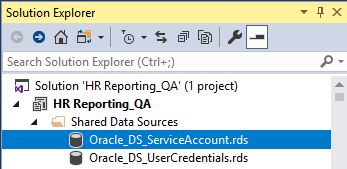 Solution Explorer
Search Solution Explorer (Ctrl+;)
Solution 'HR Reporting_QA' (1 project)
HR Reporting_QA
Shared Data Sources
Oracle_DS_ServiceAccount.rds
Oracle_DS_UserCredentials.rds